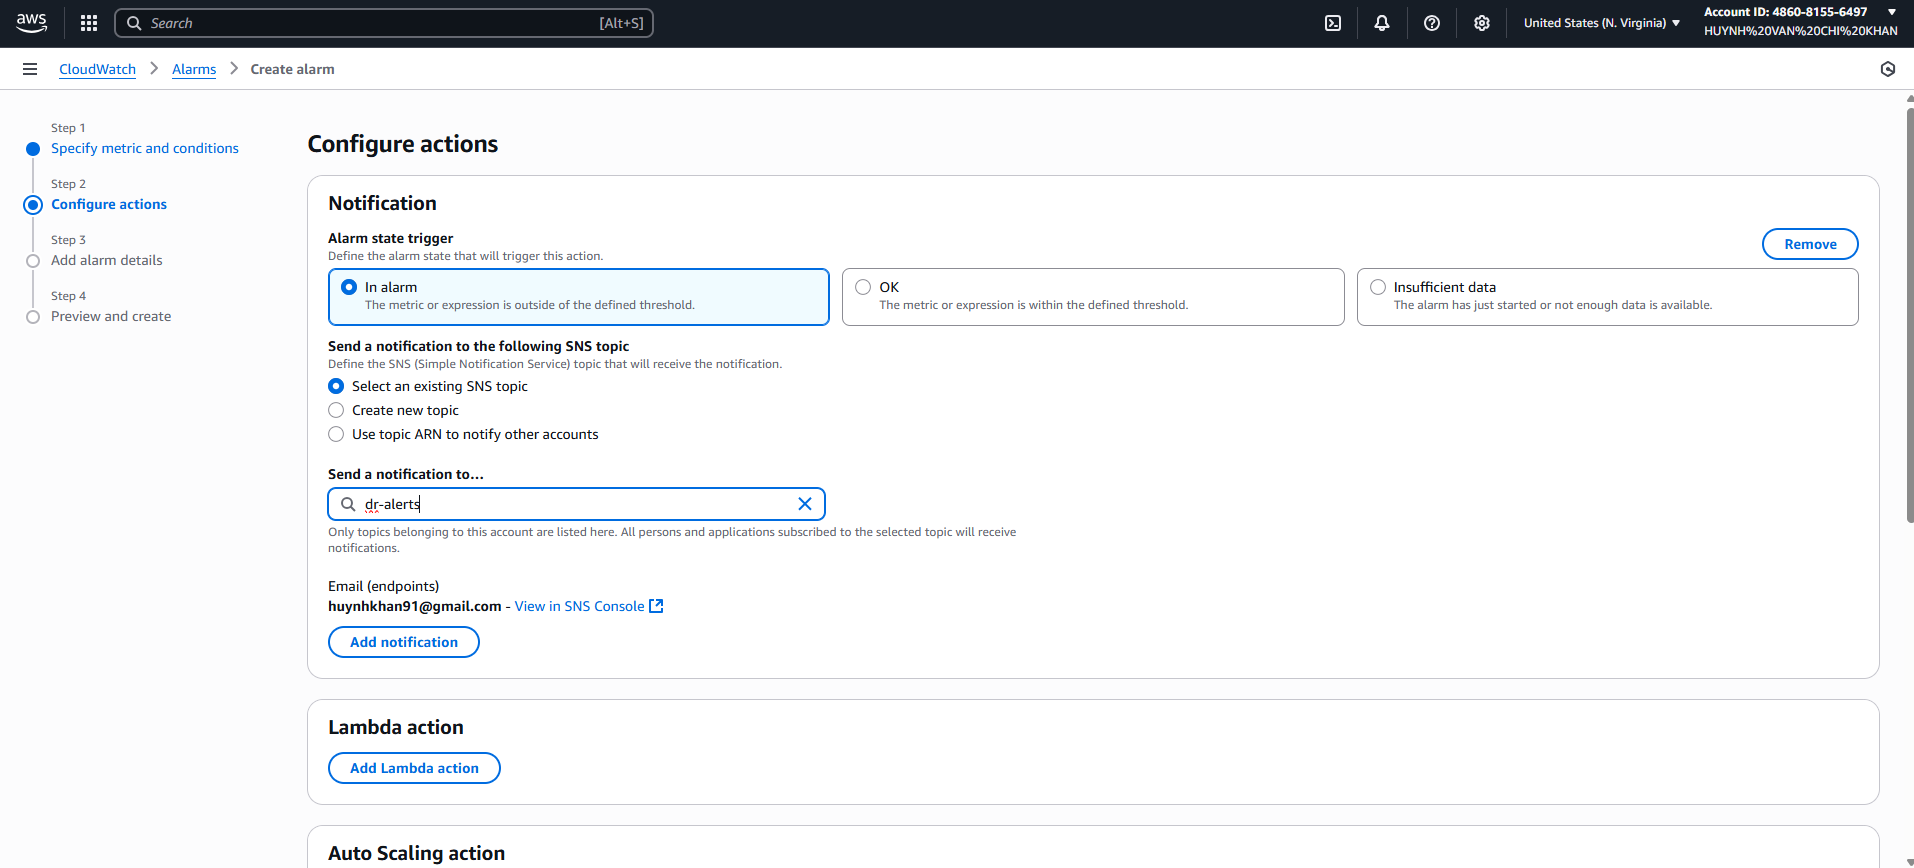 aws
Search
[Alt+S]
United States (N. Virginia)
Account ID: 4860-8155-6497
HUYNH%20VAN%20CHI%20KHAN
CloudWatch
Alarms
Create alarm
Step 1
Specify metric and conditions
Step 2
Configure actions
Step 3
Add alarm details
Step 4
Preview and create
Configure actions
Notification
Alarm state trigger
Define the alarm state that will trigger this action.
Remove
In alarm
The metric or expression is outside of the defined threshold.
OK
The metric or expression is within the defined threshold.
Insufficient data
The alarm has just started or not enough data is available.
Send a notification to the following SNS topic
Define the SNS (Simple Notification Service) topic that will receive the notification.
Select an existing SNS topic
Create new topic
Use topic ARN to notify other accounts
Send a notification to…
dr-alerts
Only topics belonging to this account are listed here. All persons and applications subscribed to the selected topic will receive
notifications.
Email (endpoints)
huynhkhan91@gmail.com - View in SNS Console
Add notification
Lambda action
Add Lambda action
Auto Scaling action